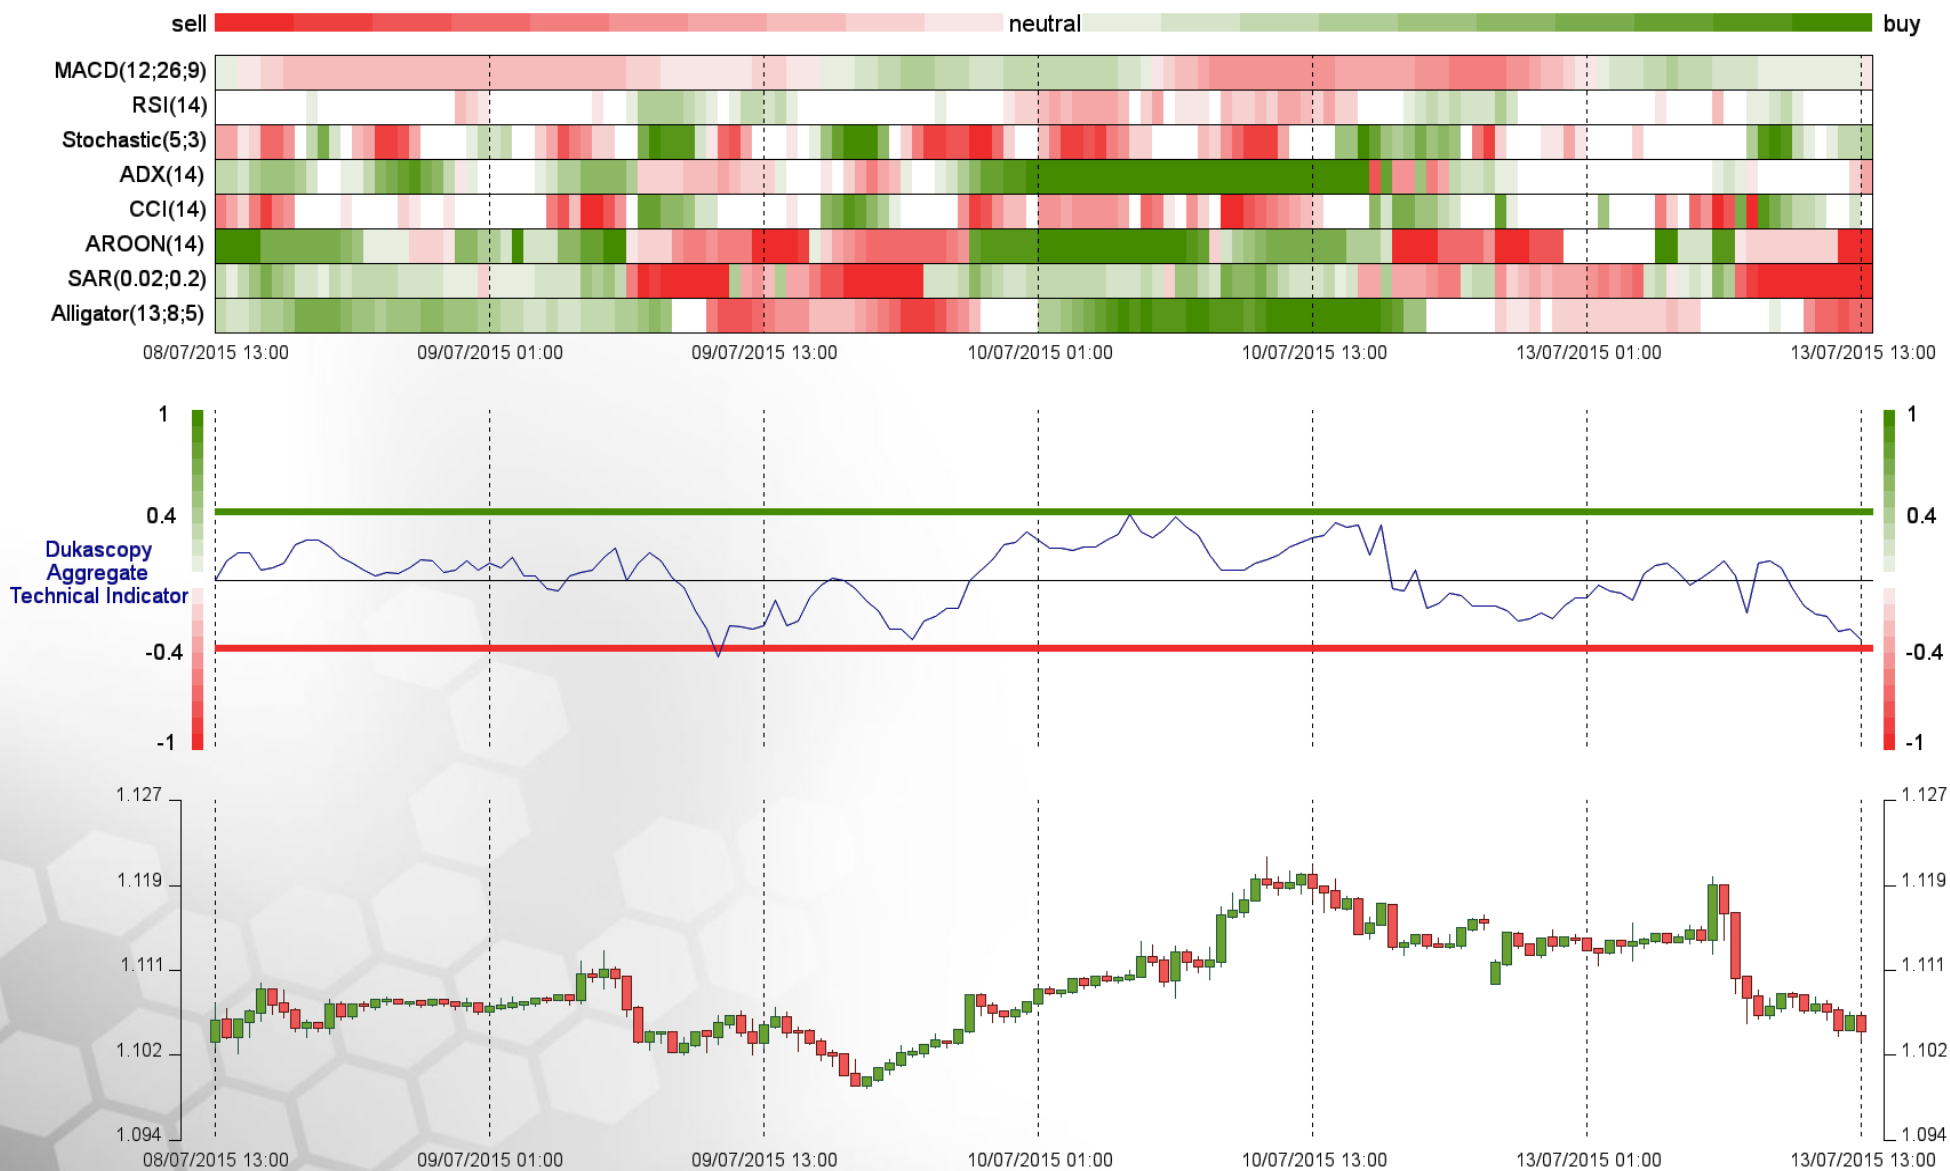 sell neutral buy
MACD(12;26;9)
RSI(14)
Stochastic(5;3)
ADX(14)
CCI(14)
AROON(14)
SAR(0.02;0.2)
Alligator(13;8;5)
08/07/2015 13:00 09/07/2015 01:00 09/07/2015 13:00 10/07/2015 01:00 10/07/2015 13:00 13/07/2015 01:00 13/07/2015 13:00
1 1
0.4 0.4
Dukascopy
Aggregate
Technical Indicator
-0.4 -0.4
-1 -1
1.127 1.127
1.119 1.119
1.111 1.111
1.102 1.102
1.094 1.094
08/07/2015 13:00 09/07/2015 01:00 09/07/2015 13:00 10/07/2015 01:00 10/07/2015 13:00 13/07/2015 01:00 13/07/2015 13:00